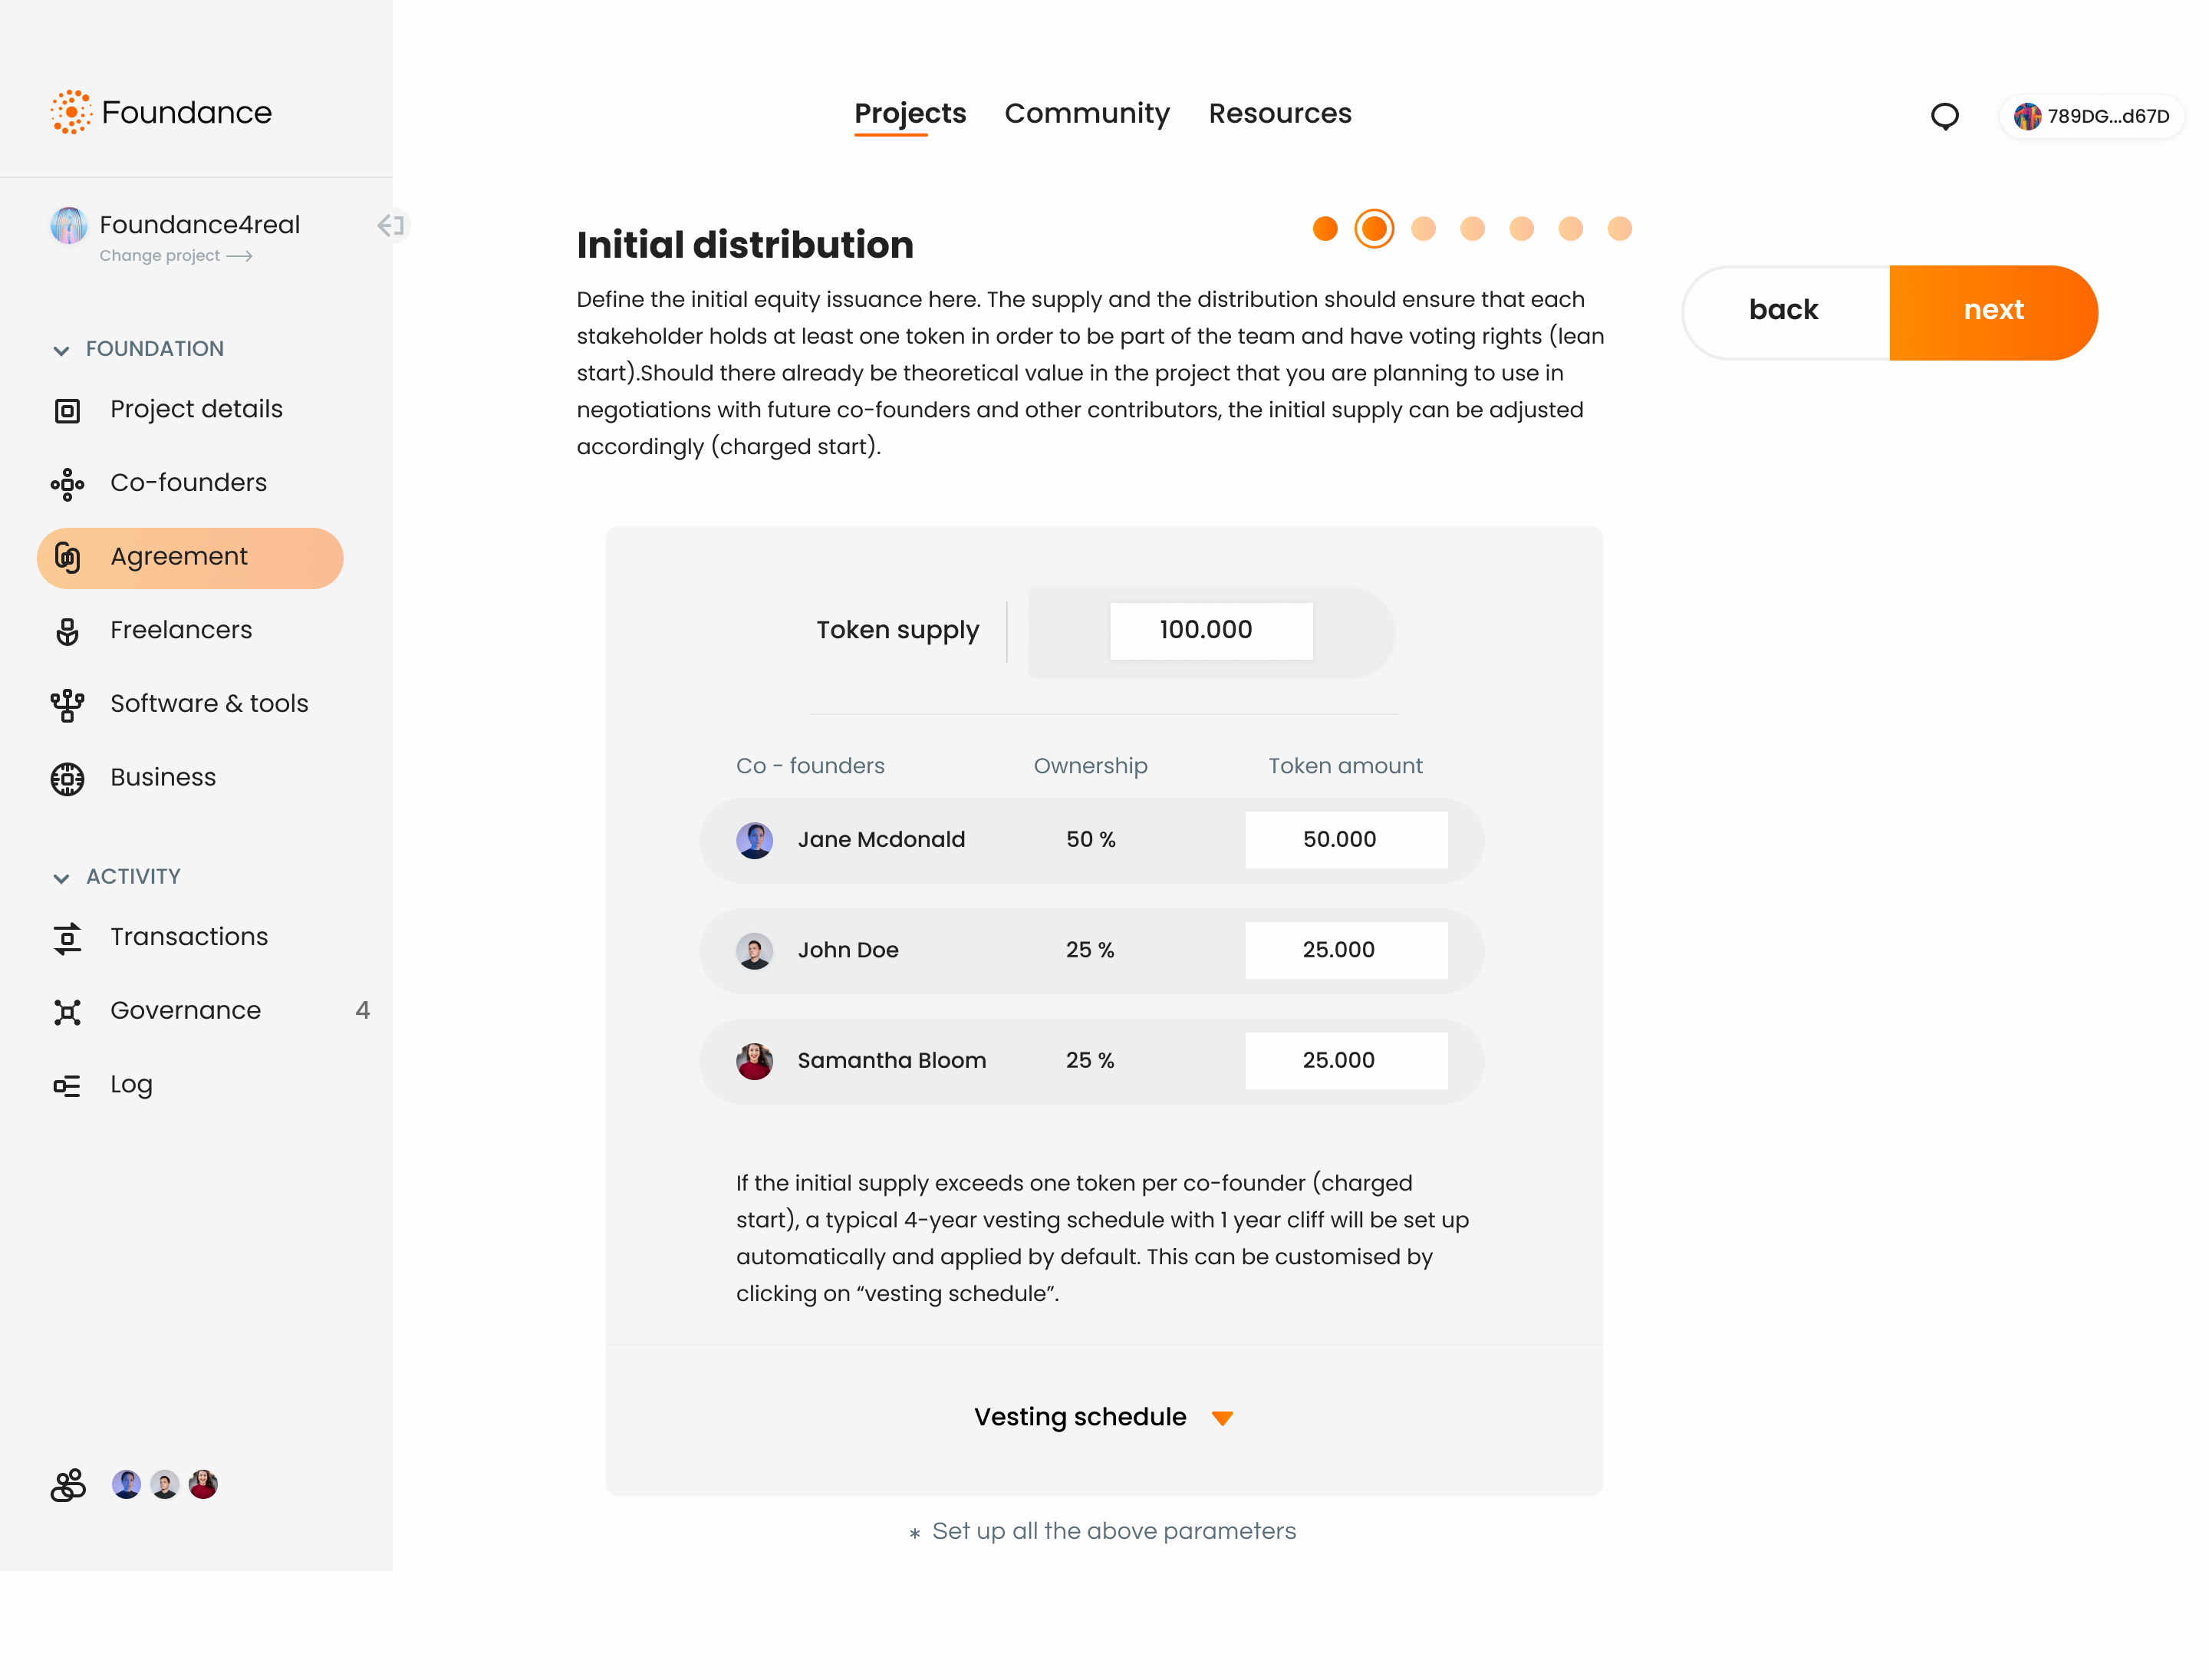 Foundance
Projects Community Resources
789DG...d67D
Foundance4real
Change project
FOUNDATION
Project details
Co-founders
Agreement
Freelancers
Software & tools
Business
ACTIVITY
Transactions
Governance 4
Log
Initial distribution
Define the initial equity issuance here. The supply and the distribution should ensure that each
stakeholder holds at least one token in order to be part of the team and have voting rights (lean
start).Should there already be theoretical value in the project that you are planning to use in
negotiations with future co-founders and other contributors, the initial supply can be adjusted
accordingly (charged start).
back next
Token supply 100.000
Co - founders Ownership Token amount
Jane Mcdonald 50 % 50.000
John Doe 25 % 25.000
Samantha Bloom 25 % 25.000
If the initial supply exceeds one token per co-founder (charged
start), a typical 4-year vesting schedule with 1 year cliff will be set up
automatically and applied by default. This can be customised by
clicking on “vesting schedule”.
Vesting schedule
* Set up all the above parameters